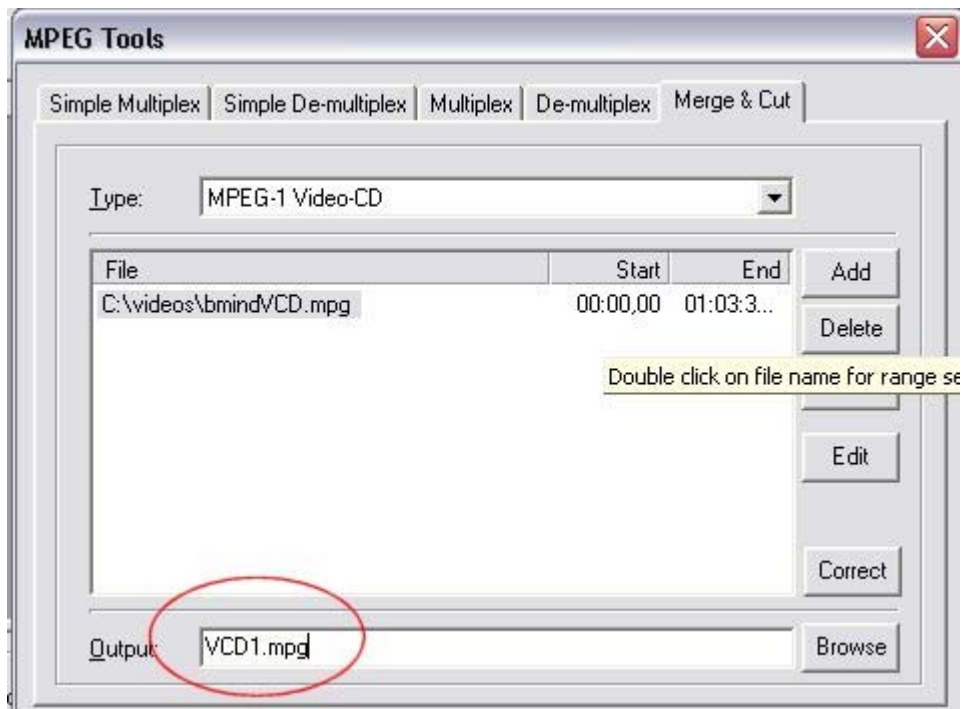 MPEG Tools
Simple Multiplex Simple De-multiplex Multiplex De-multiplex Merge & Cut
Type: MPEG-1 Video-CD
File Start End Add
C:\videos\bmindVCD.mpg 00:00,00 01:03:3...
Delete
Double click on file name for range se
Edit
Correct
Output: VCD1.mpg Browse